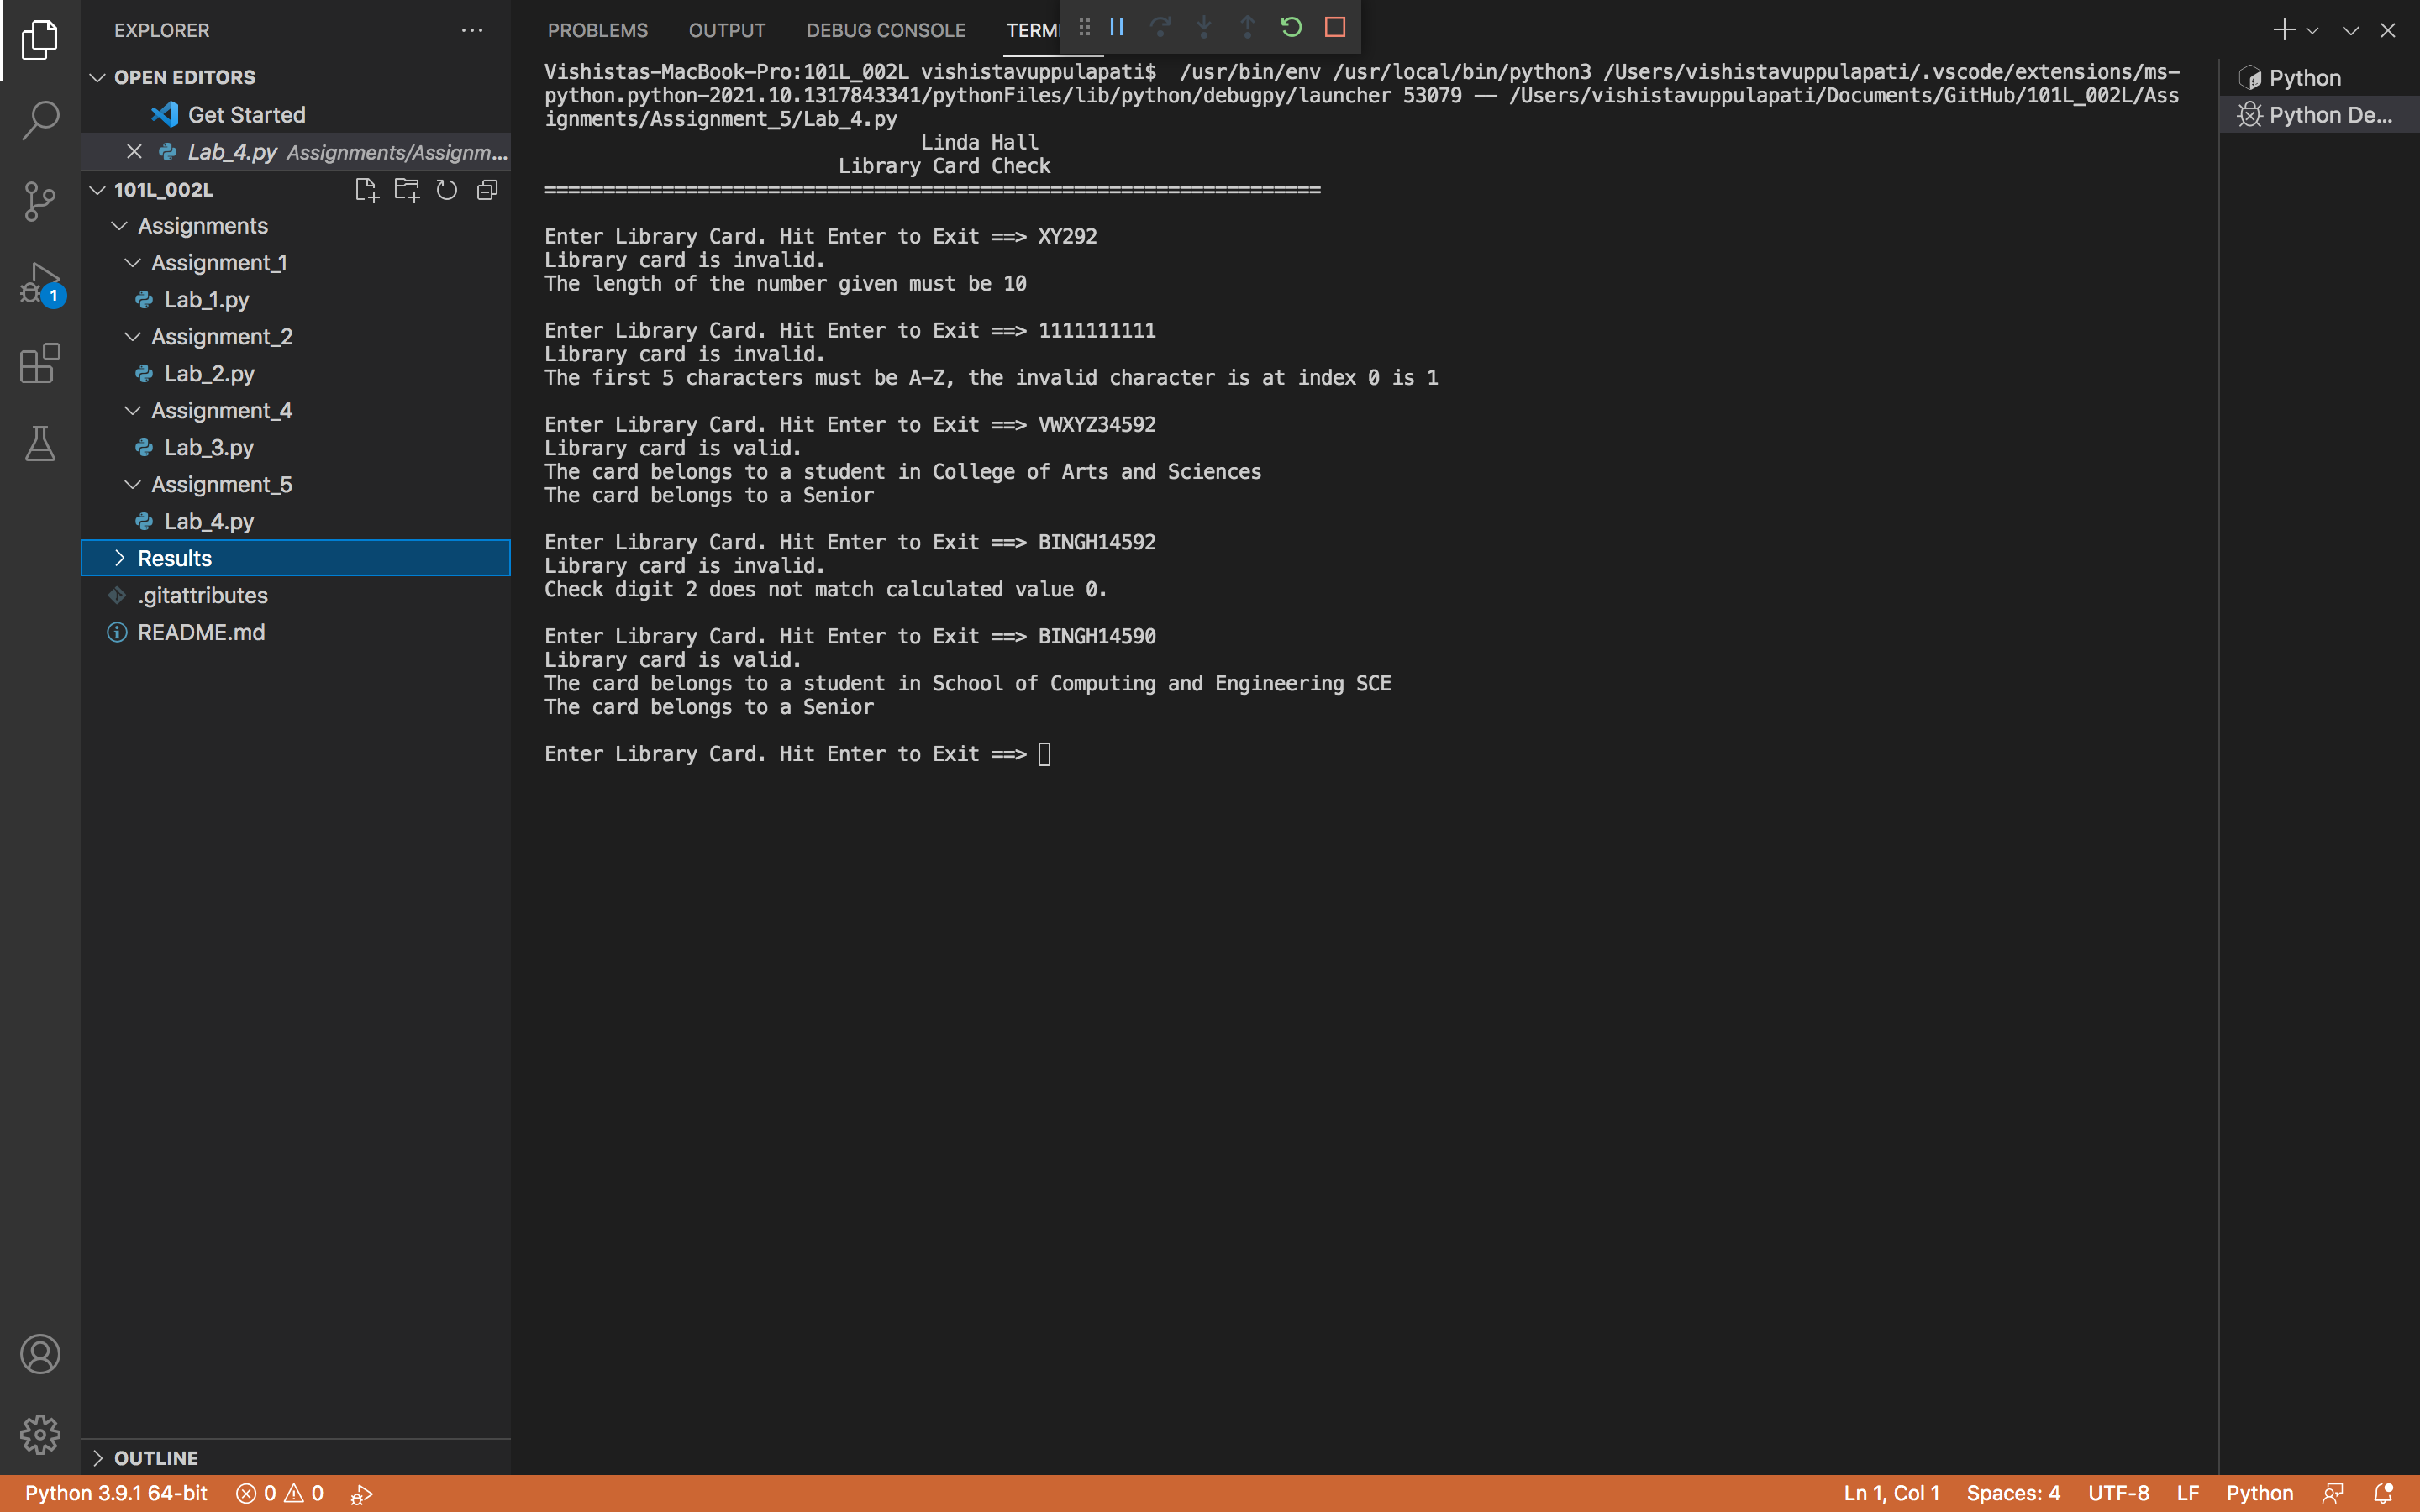 EXPLORER
OPEN EDITORS
Get Started
Lab_4.py Assignments/Assignm...
101L_002L
Assignments
Assignment_1
Lab_1.py
Assignment_2
Lab_2.py
Assignment_4
Lab_3.py
Assignment_5
Lab_4.py
Results
.gitattributes
README.md
OUTLINE
1
PROBLEMS OUTPUT DEBUG CONSOLE TERMI
Vishistas-MacBook-Pro:101L_002L vishistavuppulapati$ /usr/bin/env /usr/local/bin/python3 /Users/vishistavuppulapati/.vscode/extensions/ms-
python.python-2021.10.1317843341/pythonFiles/lib/python/debugpy/launcher 53079 -- /Users/vishistavuppulapati/Documents/GitHub/101L_002L/Ass
ignments/Assignment_5/Lab_4.py
Linda Hall
Library Card Check
==================================================================
Enter Library Card. Hit Enter to Exit ==> XY292
Library card is invalid.
The length of the number given must be 10
Enter Library Card. Hit Enter to Exit ==> 1111111111
Library card is invalid.
The first 5 characters must be A-Z, the invalid character is at index 0 is 1
Enter Library Card. Hit Enter to Exit ==> VWXYZ34592
Library card is valid.
The card belongs to a student in College of Arts and Sciences
The card belongs to a Senior
Enter Library Card. Hit Enter to Exit ==> BINGH14592
Library card is invalid.
Check digit 2 does not match calculated value 0.
Enter Library Card. Hit Enter to Exit ==> BINGH14590
Library card is valid.
The card belongs to a student in School of Computing and Engineering SCE
The card belongs to a Senior
Enter Library Card. Hit Enter to Exit ==>
Python
Python De...
Python 3.9.1 64-bit 0 0
Ln 1, Col 1 Spaces: 4 UTF-8 LF Python